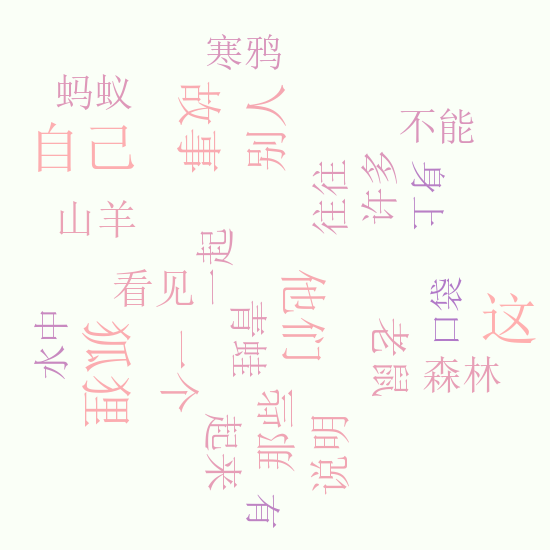 寒鸦
蚂蚁
故事
别人
自己
不能
往往
许多
身上
山羊
一起
看见
他们
口袋
这
水中
狐狸
青蛙
一个
老鼠
森林
那些
起来
说明
有